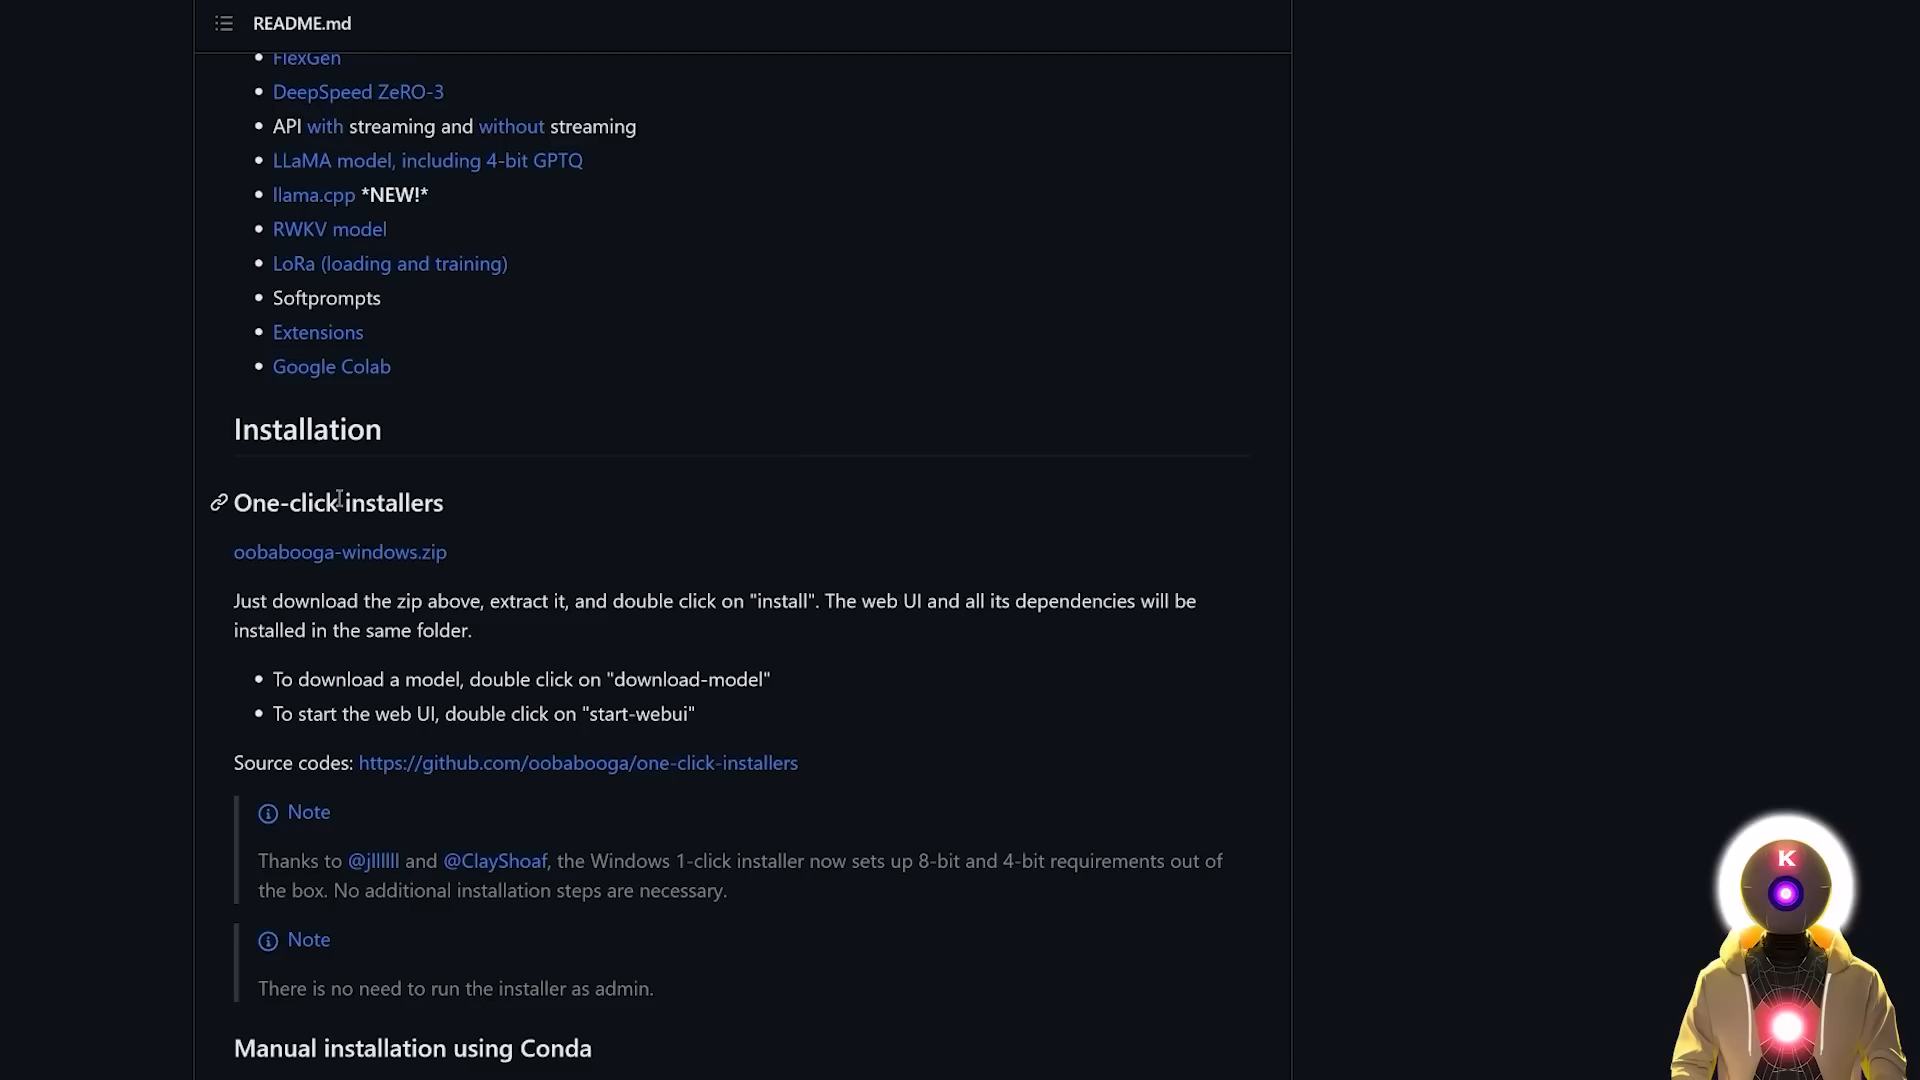 README.md
FlexGen
DeepSpeed ZeRO-3
API with streaming and without streaming
LLaMA model, including 4-bit GPTQ
llama.cpp *NEW!*
RWKV model
LoRa (loading and training)
Softprompts
Extensions
Google Colab
Installation
One-click installers
oobabooga-windows.zip
Just download the zip above, extract it, and double click on "install". The web UI and all its dependencies will be
installed in the same folder.
To download a model, double click on "download-model"
To start the web UI, double click on "start-webui"
Source codes: https://github.com/oobabooga/one-click-installers
Note
Thanks to @jllllll and @ClayShoaf, the Windows 1-click installer now sets up 8-bit and 4-bit requirements out of
the box. No additional installation steps are necessary.
Note
There is no need to run the installer as admin.
Manual installation using Conda
K